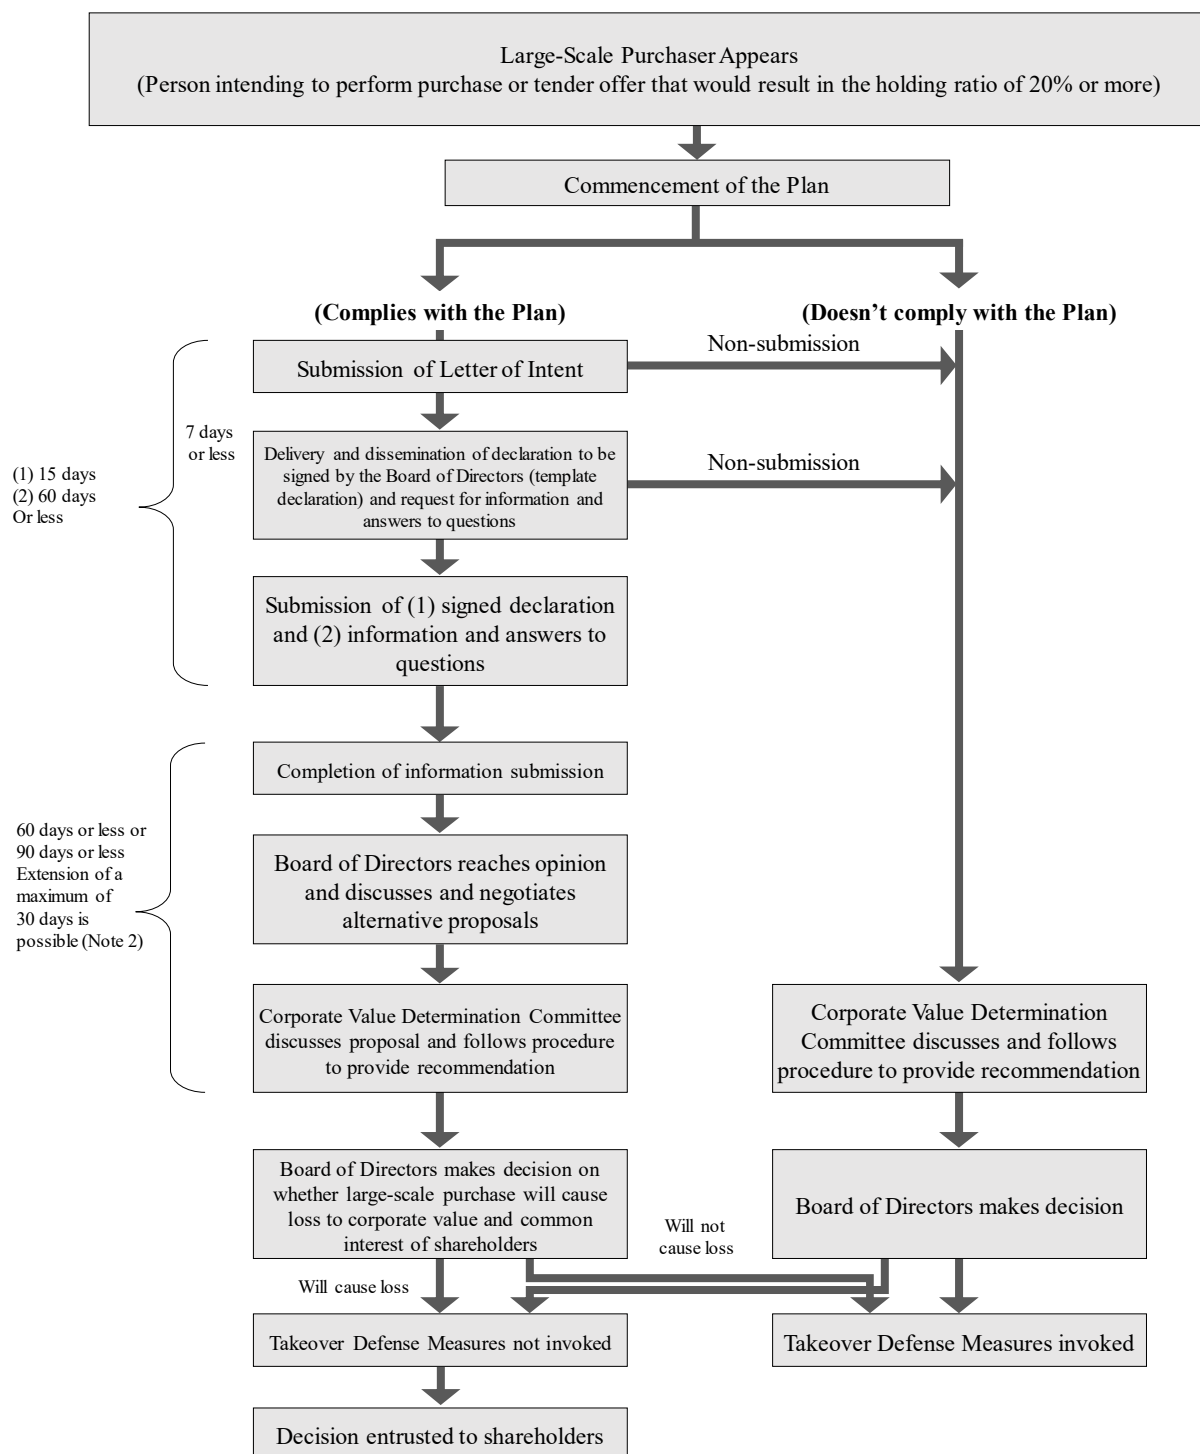 Large-Scale Purchaser Appears
(Person intending to perform purchase or tender offer that would result in the holding ratio of 20% or more)
Commencement of the Plan
(Complies with the Plan)
(Doesn’t comply with the Plan)
Submission of Letter of Intent
Non-submission
7 days
or less
(1) 15 days
(2) 60 days
Or less
Delivery and dissemination of declaration to be
signed by the Board of Directors (template
declaration) and request for information and
answers to questions
Non-submission
Submission of (1) signed declaration
and (2) information and answers to
questions
Completion of information submission
60 days or less or
90 days or less
Extension of a
maximum of
30 days is
possible (Note 2)
Board of Directors reaches opinion
and discusses and negotiates
alternative proposals
Corporate Value Determination Committee
discusses proposal and follows procedure
to provide recommendation
Corporate Value Determination
Committee discusses and follows
procedure to provide recommendation
Board of Directors makes decision on
whether large-scale purchase will cause
loss to corporate value and common
interest of shareholders
Board of Directors makes decision
Will not
cause loss
Will cause loss
Takeover Defense Measures not invoked
Takeover Defense Measures invoked
Decision entrusted to shareholders